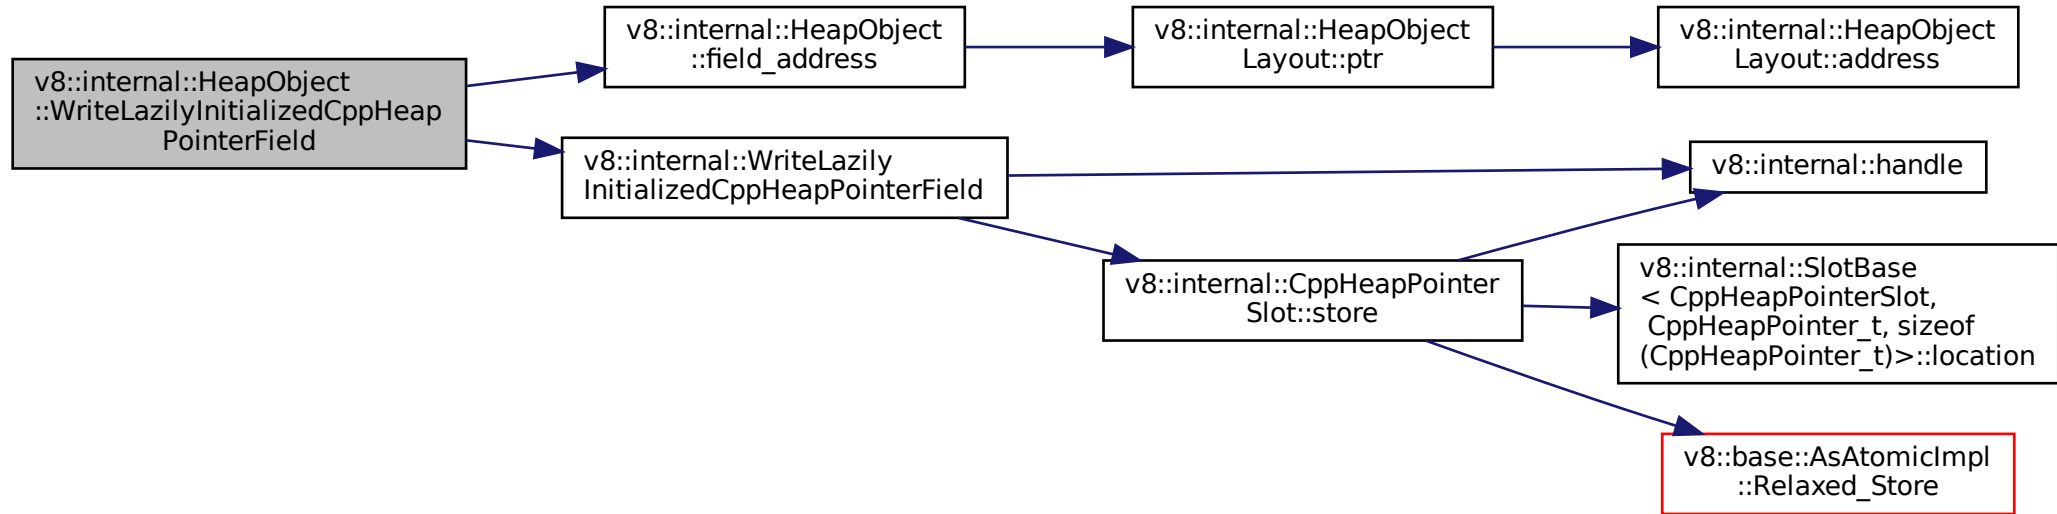 v8::internal::HeapObject
::WriteLazilyInitializedCppHeap
PointerField
v8::internal::HeapObject
::field_address
v8::internal::HeapObject
Layout::ptr
v8::internal::HeapObject
Layout::address
v8::internal::WriteLazily
InitializedCppHeapPointerField
v8::internal::handle
v8::internal::CppHeapPointer
Slot::store
v8::internal::SlotBase
< CppHeapPointerSlot,
CppHeapPointer_t, sizeof
(CppHeapPointer_t)>::location
v8::base::AsAtomicImpl
::Relaxed_Store